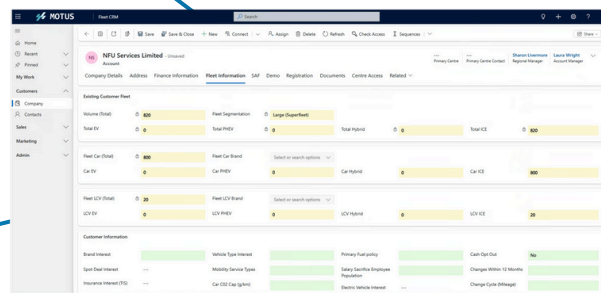 MOTUS Fleet CRM Search
Save Save & Close New Connect Assign Delete Refresh Check Access Sequences Share
Home
Recent
Pinned
My Work
Customers
Company
Contacts
Sales
Marketing
Admin
NFU Services Limited - Unsaved
Account
--- Primary Centre
--- Primary Centre Contact
Sharon Livermore Regional Manager
Laura Wright Account Manager
Company Details Address Finance Information Fleet Information SAF Demo Registration Documents Centre Access Related
Existing Customer Fleet
Volume (Total) 820 Fleet Segmentation Large (Superfleet)
Total EV 0 Total PHEV 0 Total Hybrid 0 Total ICE 820
Fleet Car (Total) 800 Fleet Car Brand Select or search options
Car EV 0 Car PHEV 0 Car Hybrid 0 Car ICE 800
Fleet LCV (Total) 20 Fleet LCV Brand Select or search options
LCV EV 0 LCV PHEV 0 LCV Hybrid 0 LCV ICE 20
Customer Information
Brand Interest Vehicle Type Interest Primary Fuel policy Cash Opt Out No
Spot Deal Interest --- Mobility Service Types Salary Sacrifice Employee Population Changes Within 12 Months
Insurance Interest (TG) --- Car CO2 Cap (g/km) Electric Vehicle Interest --- Change Cycle (Mileage)